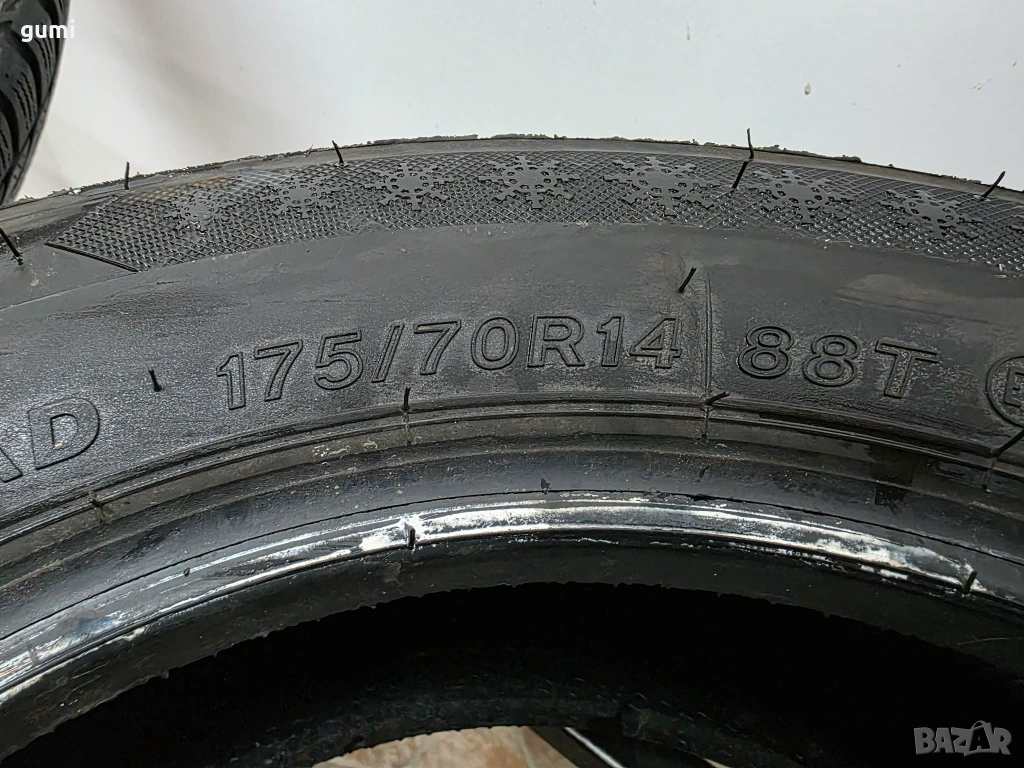 gumi
175/70R14 88T
AD
BAZAR